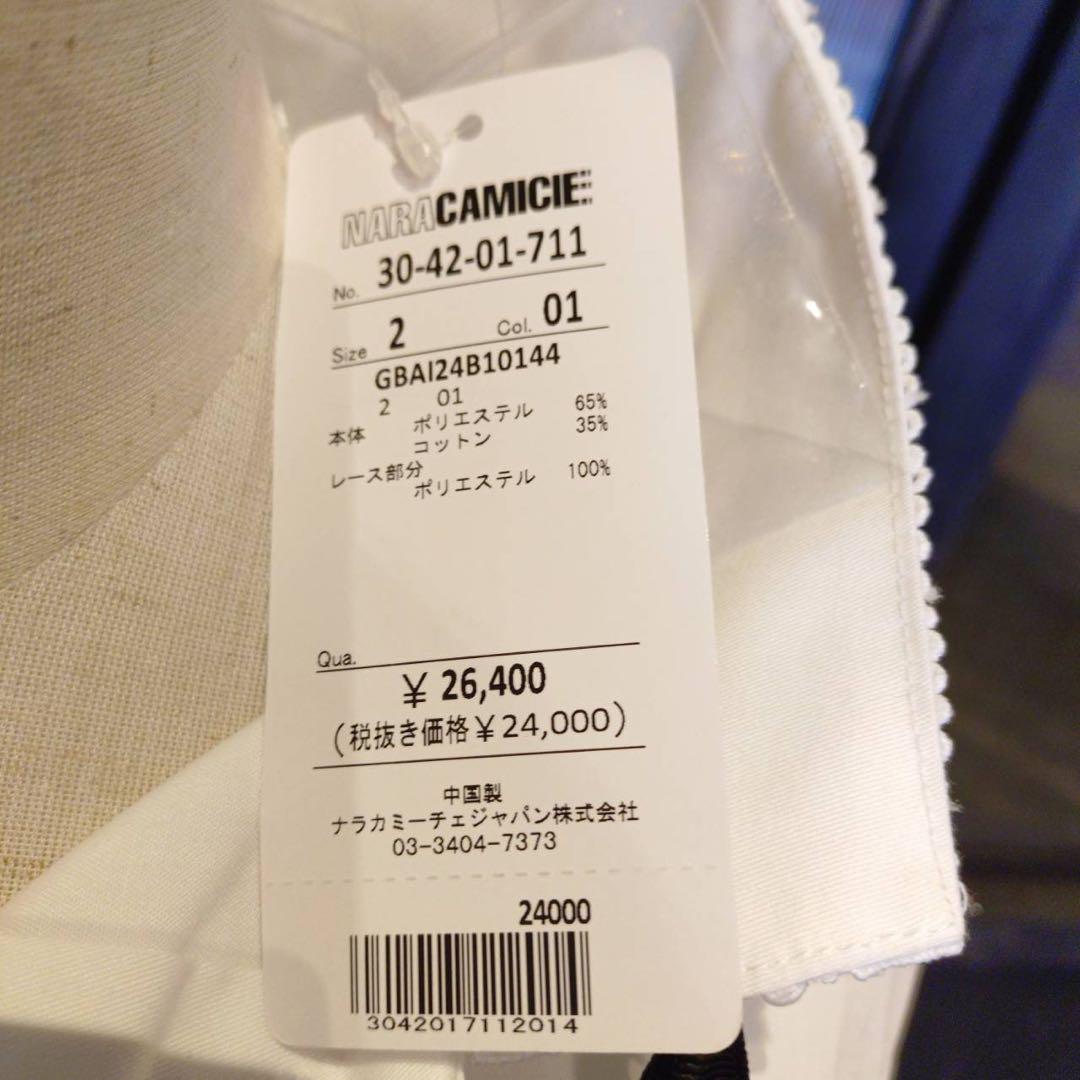 NARACAMICIE
No. 30-42-01-711
Size 2 Col. 01
GBAI24B10144
2 01
本体 ポリエステル 65%
コットン 35%
レース部分
ポリエステル 100%
Qua.
¥ 26,400
(税抜き価格¥24,000)
中国製
ナラカミーチェジャパン株式会社
03-3404-7373
24000
3042017112014